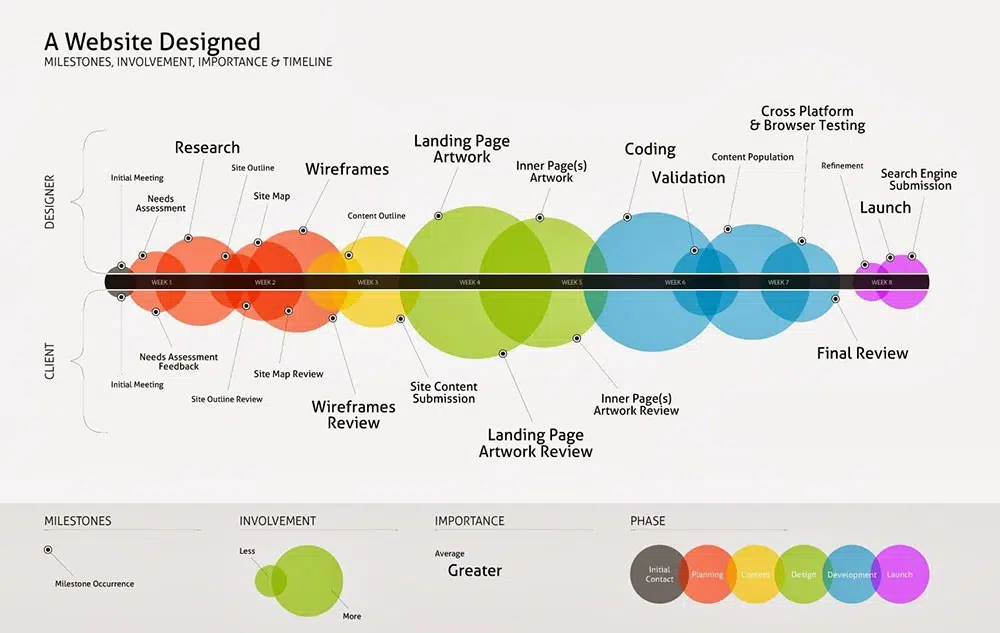 A Website Designed
MILESTONES, INVOLVEMENT, IMPORTANCE & TIMELINE
DESIGNER
Initial Meeting
Needs
Assessment
Research
Site Outline
Site Map
Wireframes
Content Outline
Landing Page
Artwork
Inner Page(s)
Artwork
Coding
Validation
Content Population
Cross Platform
& Browser Testing
Refinement
Launch
Search Engine
Submission
WEEK 1
WEEK 2
WEEK 3
WEEK 4
WEEK 5
WEEK 6
WEEK 7
WEEK 8
CLIENT
Initial Meeting
Needs Assessment
Feedback
Site Outline Review
Site Map Review
Wireframes
Review
Site Content
Submission
Landing Page
Artwork Review
Inner Page(s)
Artwork Review
Final Review
MILESTONES
Milestone Occurrence
INVOLVEMENT
Less
More
IMPORTANCE
Average
Greater
PHASE
Initial
Contact
Planning
Content
Design
Development
Launch